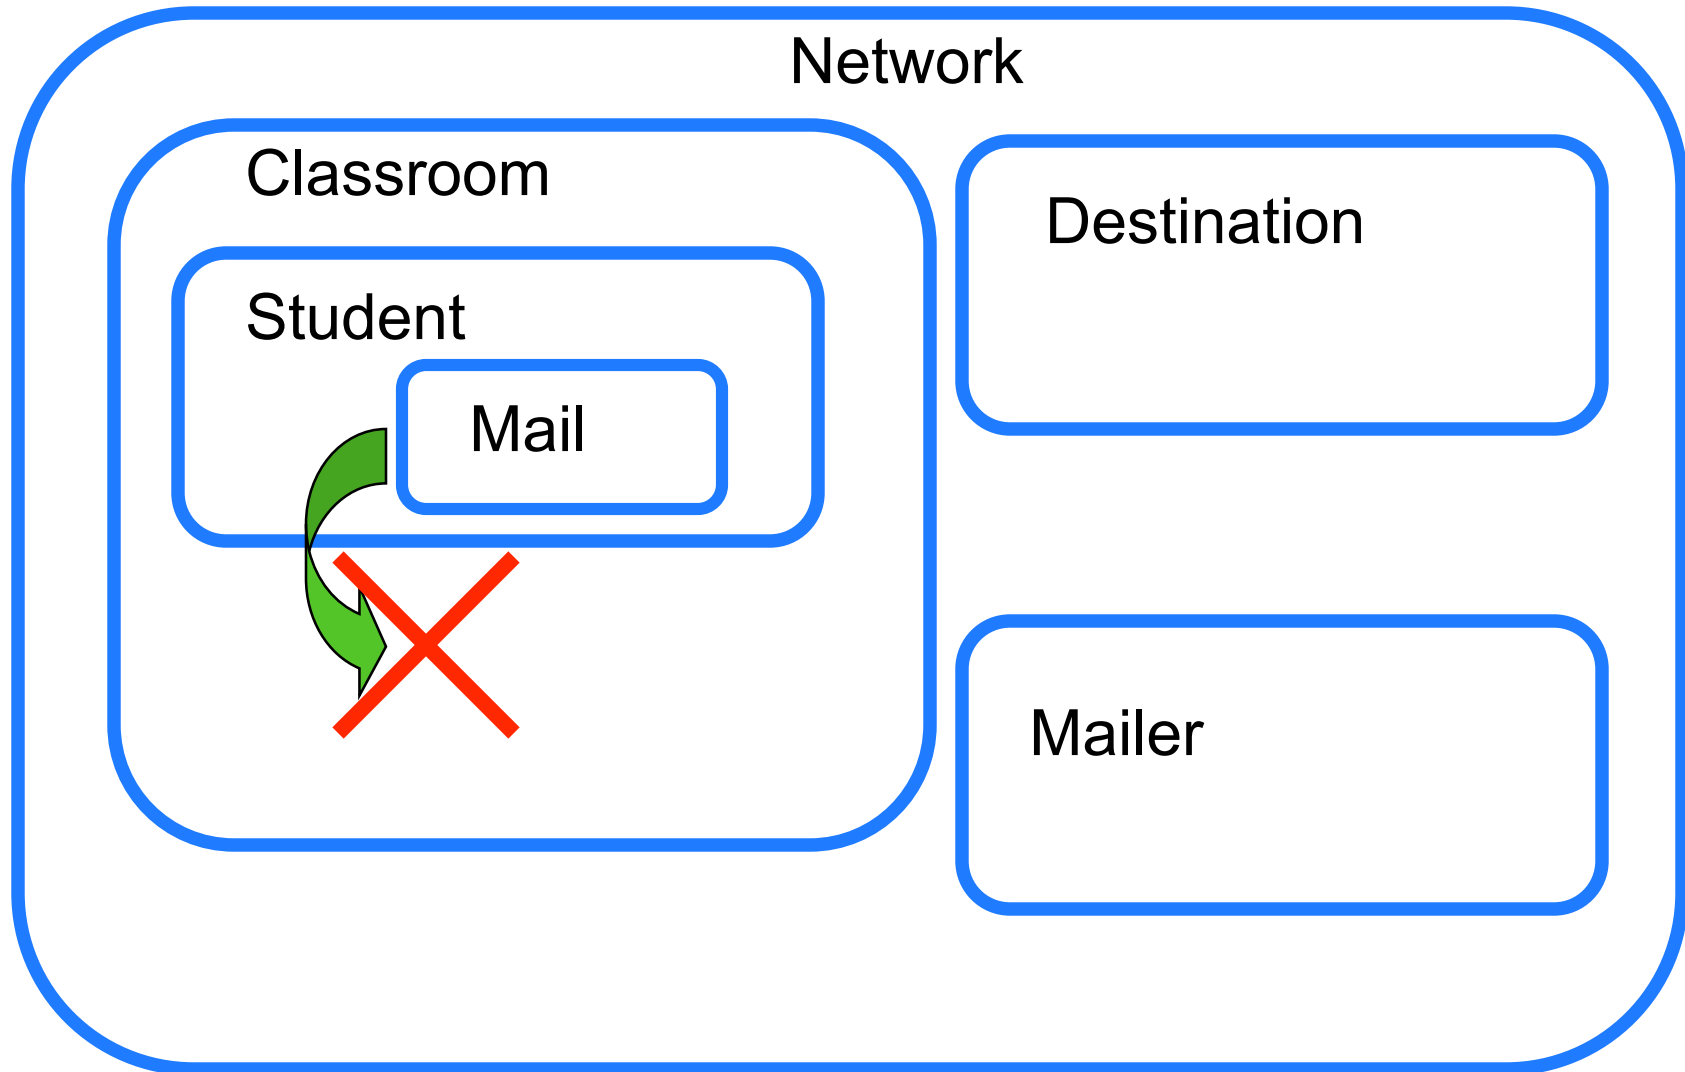 Network
Classroom
Destination
Student
Mail
Mailer